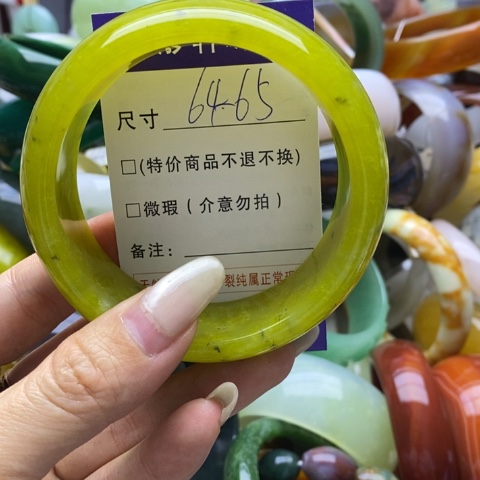 尺寸 64-65
□(特价商品不退不换)
□微瑕(介意勿拍)
备注:
裂纯属正常